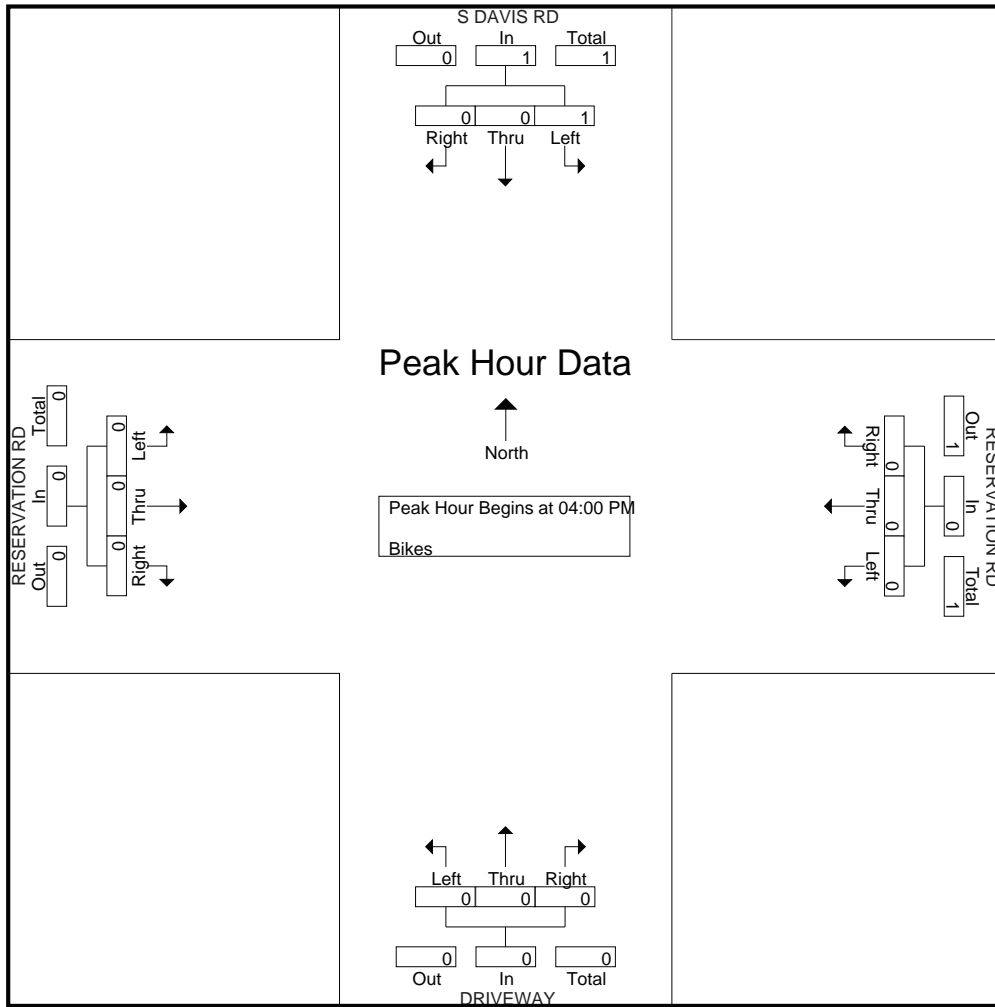 S DAVIS RD
Out In Total
0 1 1
0 0 1
Right Thru Left
Peak Hour Data
North
Peak Hour Begins at 04:00 PM
Bikes
RESERVATION RD
Total In Out
0 0 0
0 0 0
Left Thru Right
RESERVATION RD
Out In Total
1 0 1
0 0 0
Right Thru Left
Left Thru Right
0 0 0
0 0 0
Out In Total
DRIVEWAY